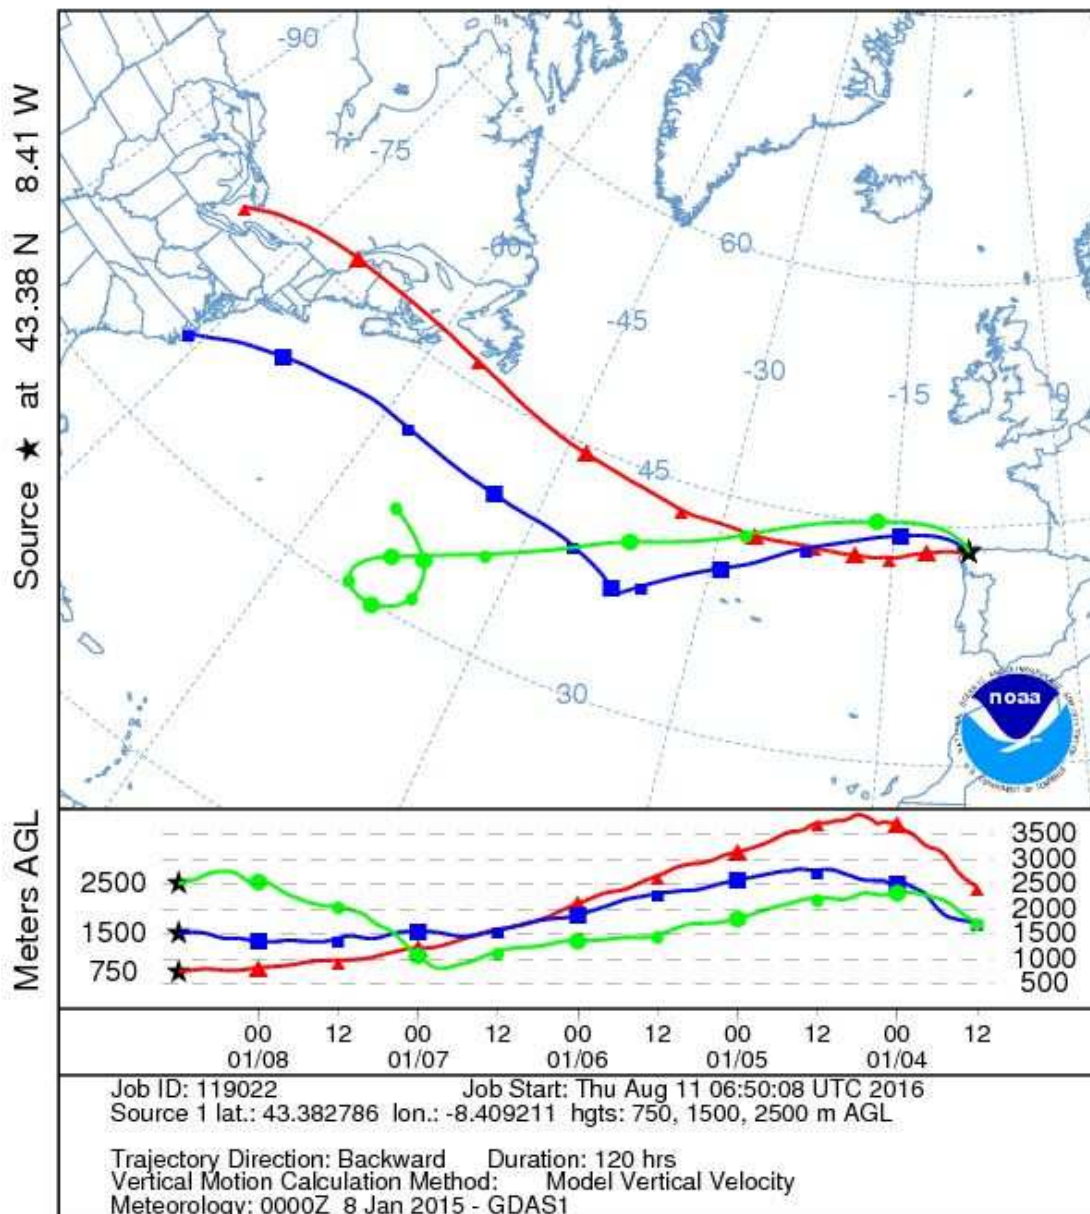 Source ★ at 43.38 N 8.41 W
-90
-75
-60
60
-45
-30
-15
0
45
30
noaa
Meters AGL
3500
3000
2500 2500
2000
1500 1500
1000
750 500
00 12 00 12 00 12 00 12 00 12
01/08 01/07 01/06 01/05 01/04
Job ID: 119022 Job Start: Thu Aug 11 06:50:08 UTC 2016
Source 1 lat.: 43.382786 lon.: -8.409211 hgts: 750, 1500, 2500 m AGL
Trajectory Direction: Backward Duration: 120 hrs
Vertical Motion Calculation Method: Model Vertical Velocity
Meteorology: 0000Z 8 Jan 2015 - GDAS1